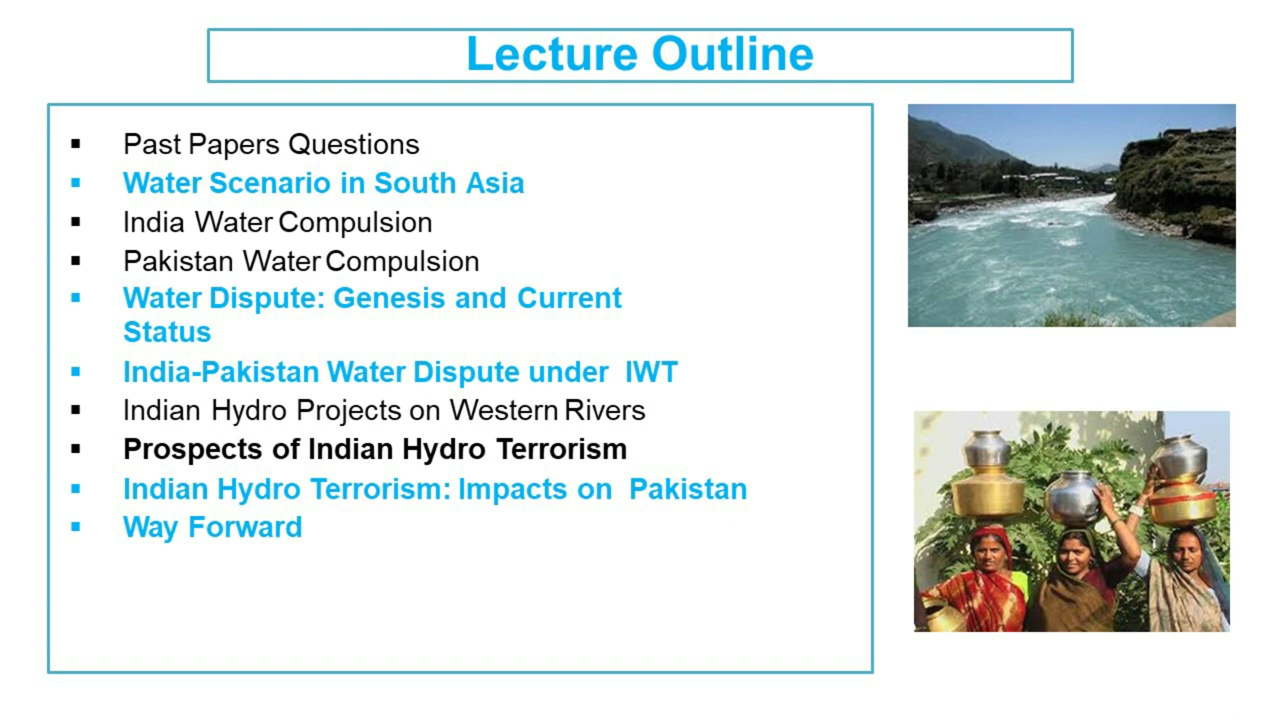 Lecture Outline
▪ Past Papers Questions
▪ Water Scenario in South Asia
▪ India Water Compulsion
▪ Pakistan Water Compulsion
▪ Water Dispute: Genesis and Current
Status
▪ India-Pakistan Water Dispute under IWT
▪ Indian Hydro Projects on Western Rivers
▪ Prospects of Indian Hydro Terrorism
▪ Indian Hydro Terrorism: Impacts on Pakistan
▪ Way Forward